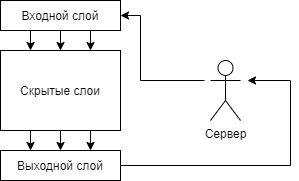 Входной слой
Скрытые слои
Сервер
Выходной слой